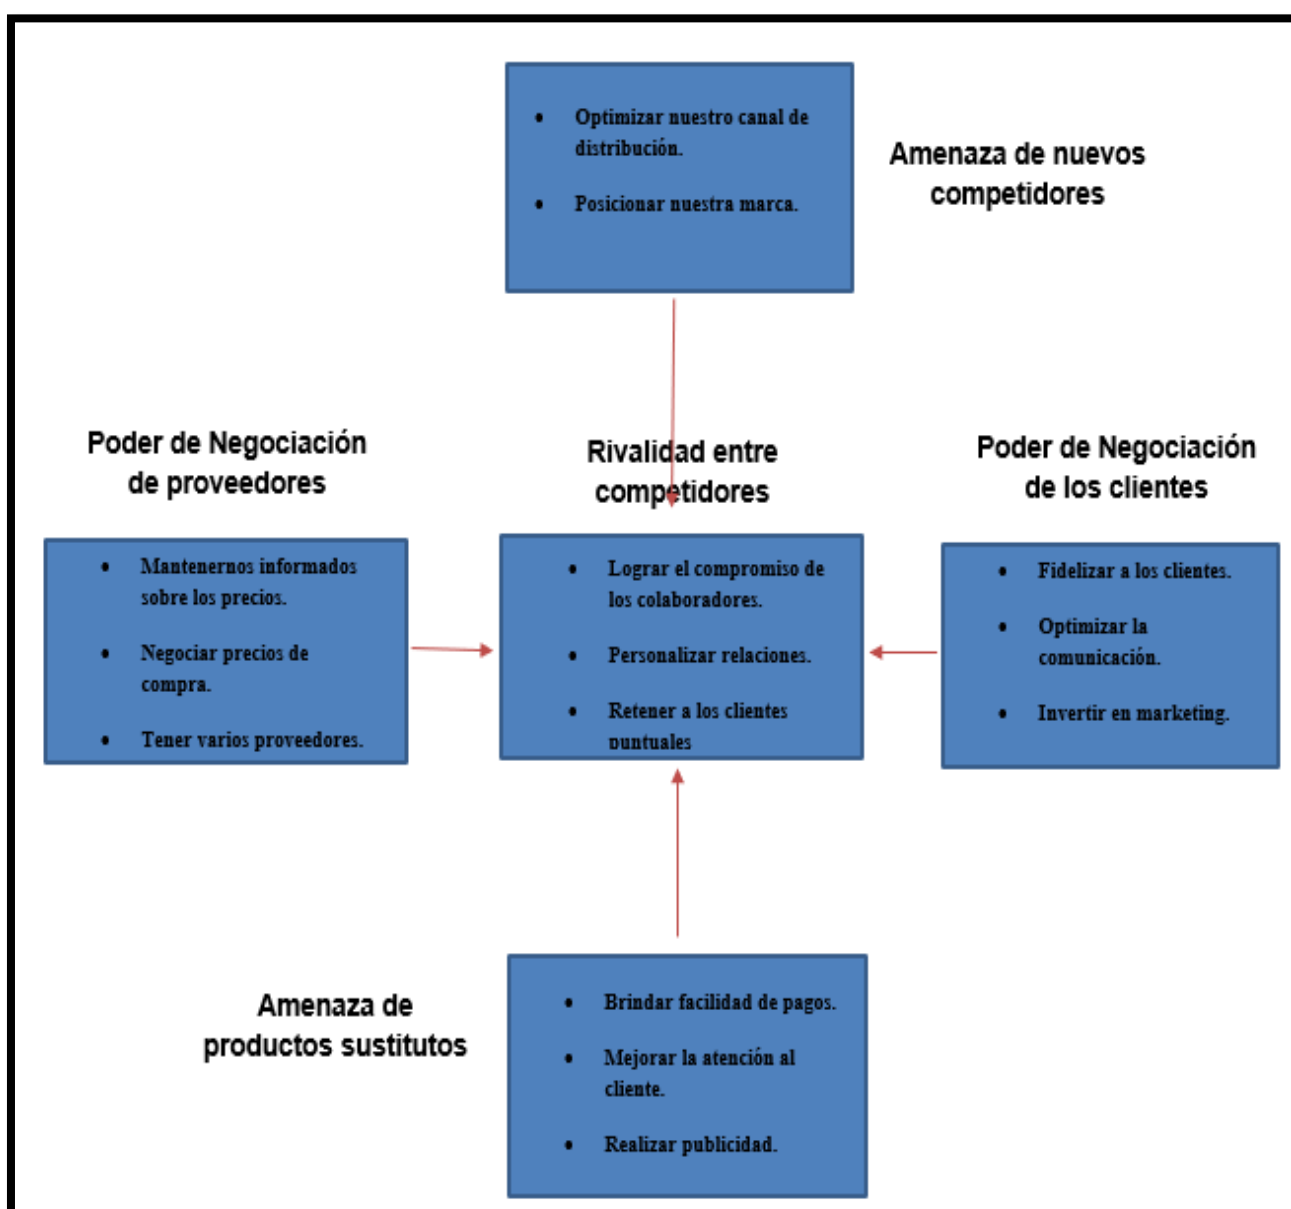 • Optimizar nuestro canal de
distribución.
• Posicionar nuestra marca.
Amenaza de nuevos
competidores
Poder de Negociación
de proveedores
• Mantenernos informados
sobre los precios.
• Negociar precios de
compra.
• Tener varios proveedores.
Rivalidad entre
competidores
• Lograr el compromiso de
los colaboradores.
• Personalizar relaciones.
• Retener a los clientes
puntuales
Poder de Negociación
de los clientes
• Fidelizar a los clientes.
• Optimizar la
comunicación.
• Invertir en marketing.
Amenaza de
productos sustitutos
• Brindar facilidad de pagos.
• Mejorar la atención al
cliente.
• Realizar publicidad.